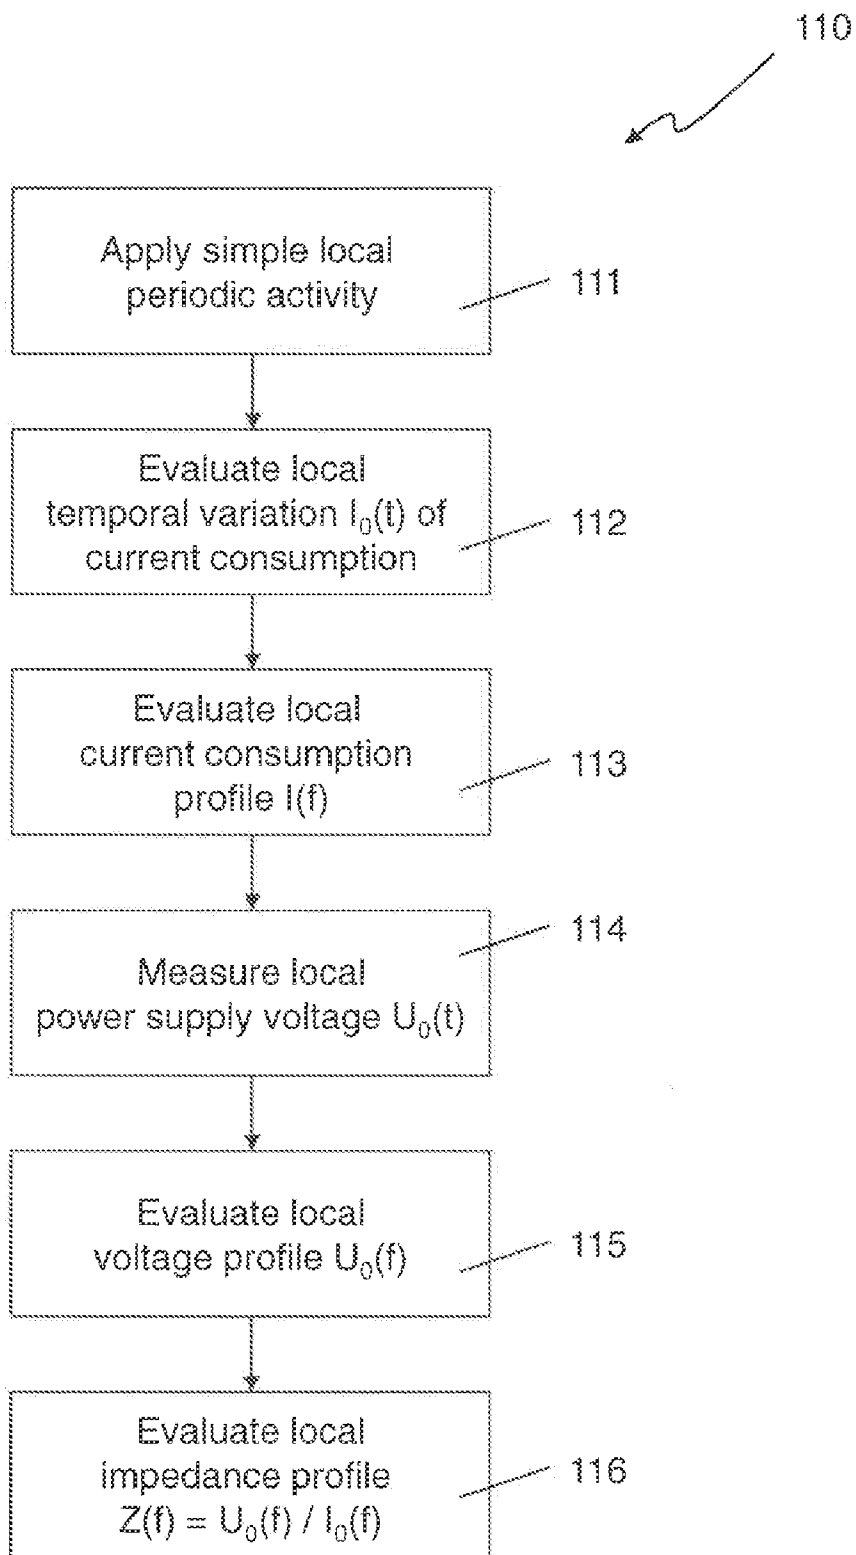 110
Apply simple local
periodic activity
111
Evaluate local
temporal variation I₀(t) of
current consumption
112
Evaluate local
current consumption
profile I(f)
113
Measure local
power supply voltage U₀(t)
114
Evaluate local
voltage profile U₀(f)
115
Evaluate local
impedance profile
Z(f) = U₀(f) / I₀(f)
116